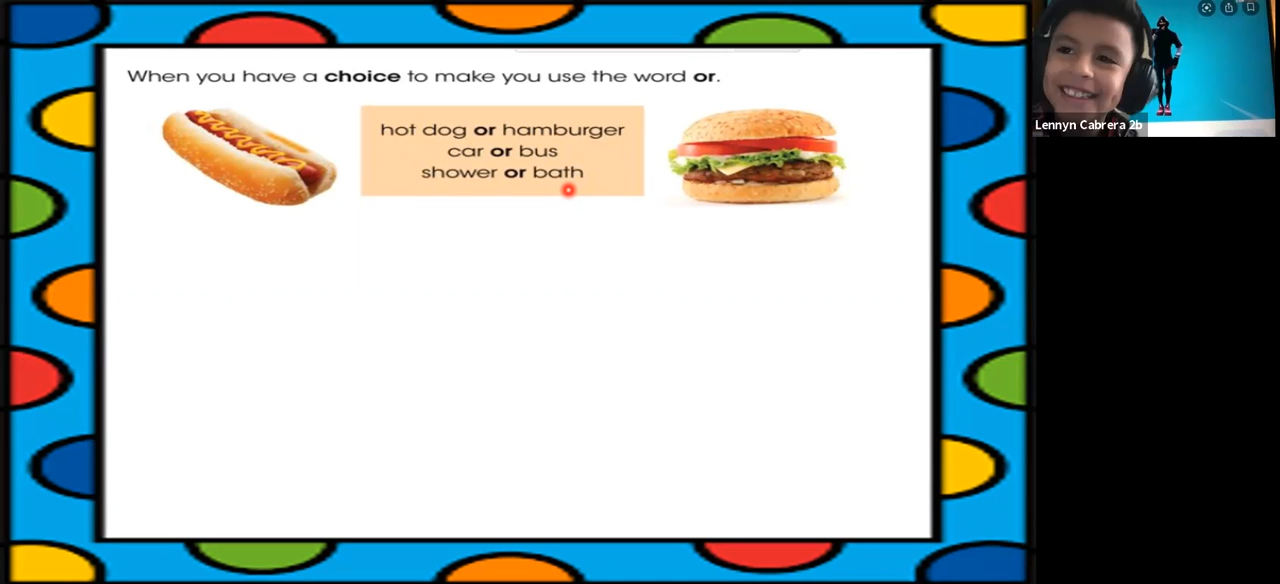 When you have a choice to make you use the word or.
hot dog or hamburger
car or bus
shower or bath
Lennyn Cabrera 2b